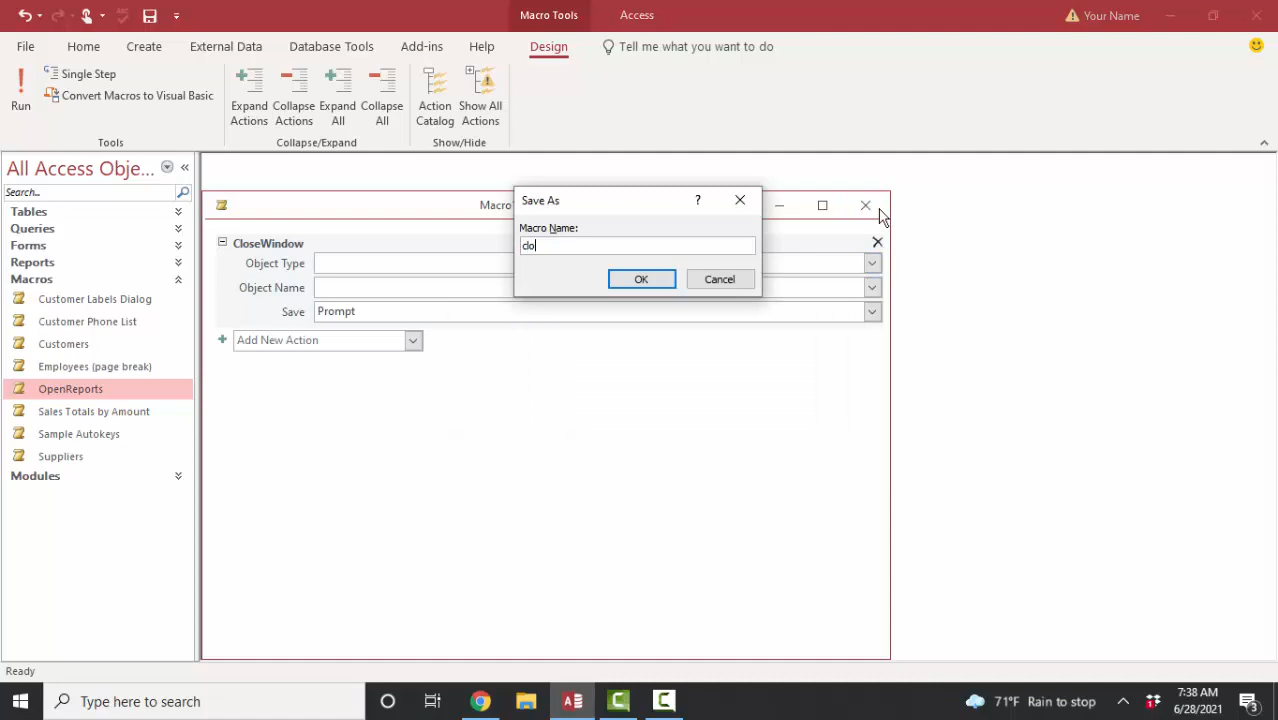 Macro Tools
Access
Your Name
File
Home
Create
External Data
Database Tools
Add-ins
Help
Design
Tell me what you want to do
Run
Single Step
Convert Macros to Visual Basic
Expand Actions
Collapse Actions
Expand All
Collapse All
Action Catalog
Show All Actions
Tools
Collapse/Expand
Show/Hide
All Access Obje...
Search...
Tables
Queries
Forms
Reports
Macros
Customer Labels Dialog
Customer Phone List
Customers
Employees (page break)
OpenReports
Sales Totals by Amount
Sample Autokeys
Suppliers
Modules
Save As
?
Macro Name:
clo
OK
Cancel
CloseWindow
Object Type
Object Name
Save
Prompt
Add New Action
Ready
Type here to search
71°F
Rain to stop
7:38 AM
6/28/2021